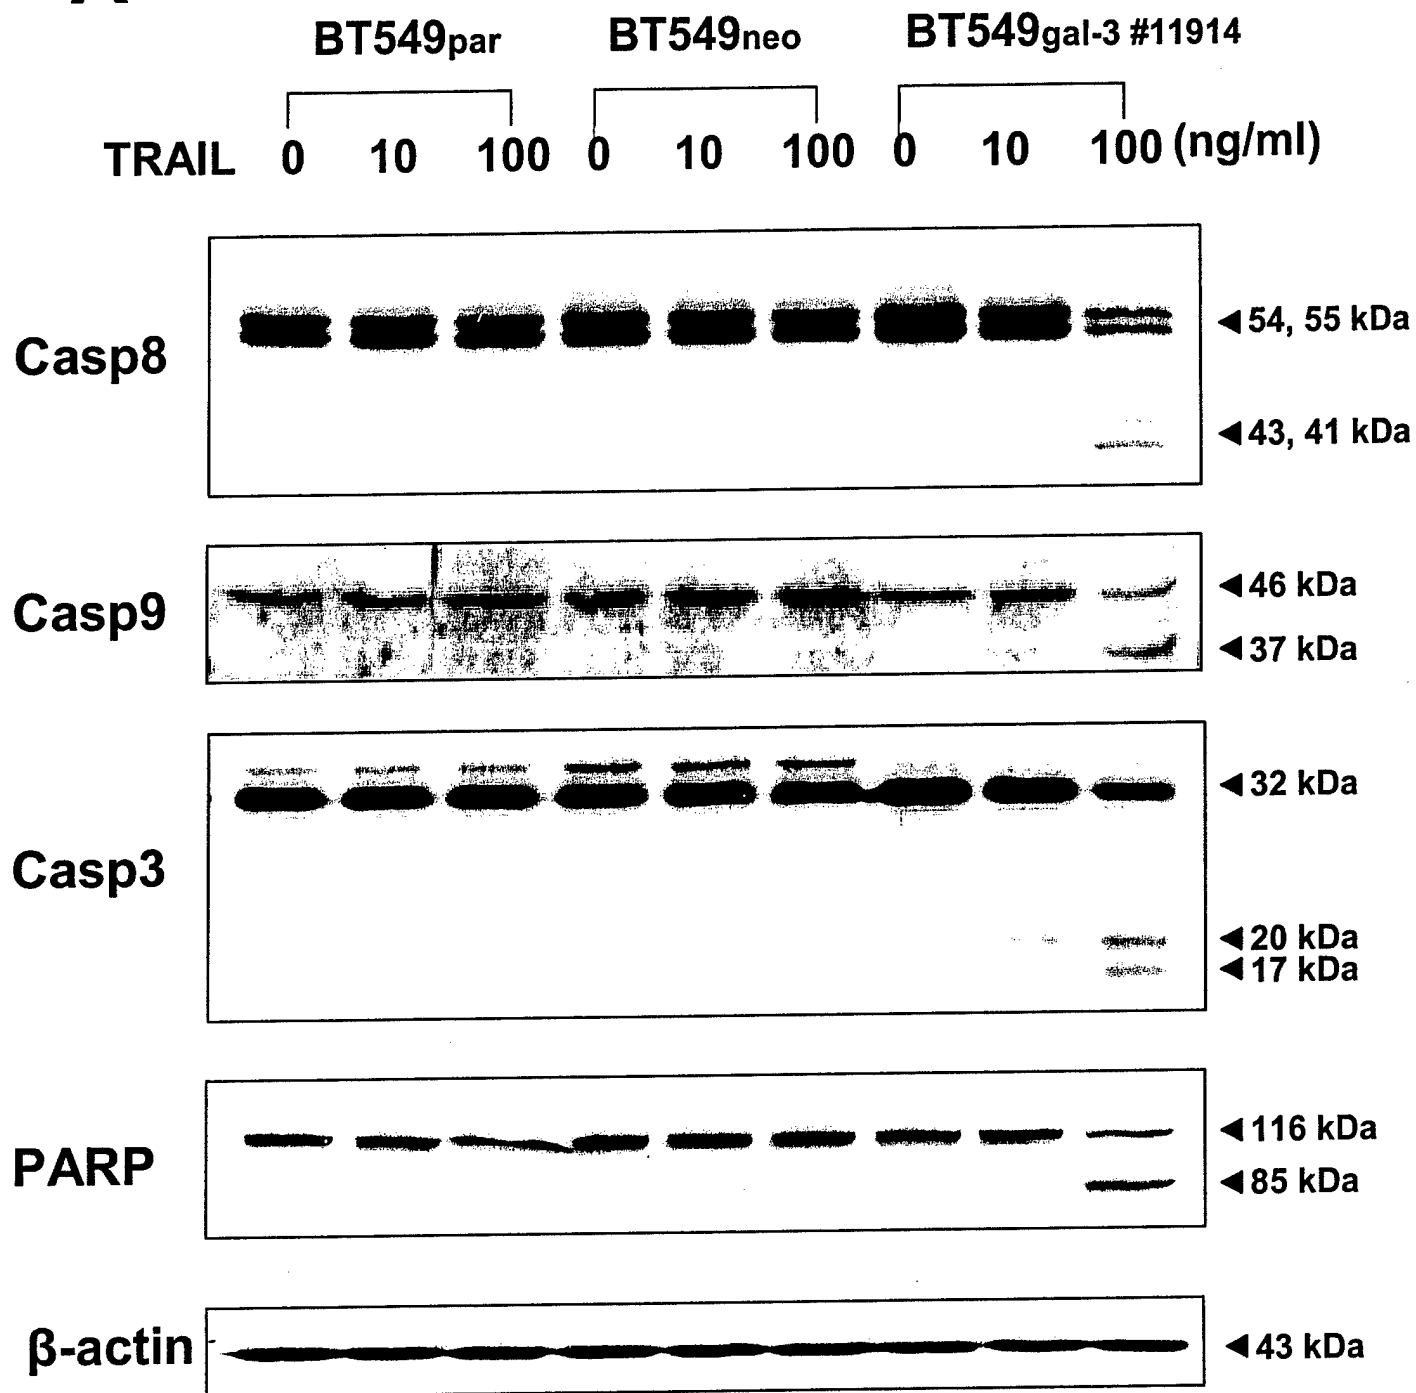 A
BT549par BT549neo BT549gal-3 #11914
TRAIL 0 10 100 0 10 100 0 10 100 (ng/ml)
Casp8
◄54, 55 kDa
◄43, 41 kDa
Casp9
◄46 kDa
◄37 kDa
Casp3
◄32 kDa
◄20 kDa
◄17 kDa
PARP
◄116 kDa
◄85 kDa
β-actin
◄43 kDa